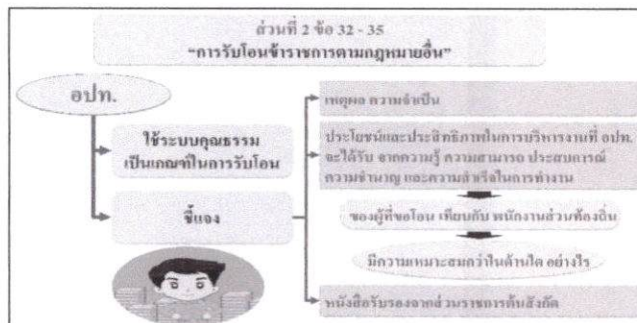 ส่วนที่ 2 ข้อ 32 - 35
“การรับโอนข้าราชการตามกฎหมายอื่น”
อปท.
ใช้ระบบคุณธรรม
เป็นเกณฑ์ในการรับโอน
ชี้แจง
เหตุผล ความจำเป็น
ประโยชน์และประสิทธิภาพในการบริหารงานที่ อปท.
จะได้รับ จากความรู้ ความสามารถ ประสบการณ์
ความชำนาญ และความสำเร็จในการทำงาน
ของผู้ที่ขอโอน เทียบกับ พนักงานส่วนท้องถิ่น
มีความเหมาะสมกว่าในด้านใด อย่างไร
หนังสือรับรองจากส่วนราชการต้นสังกัด